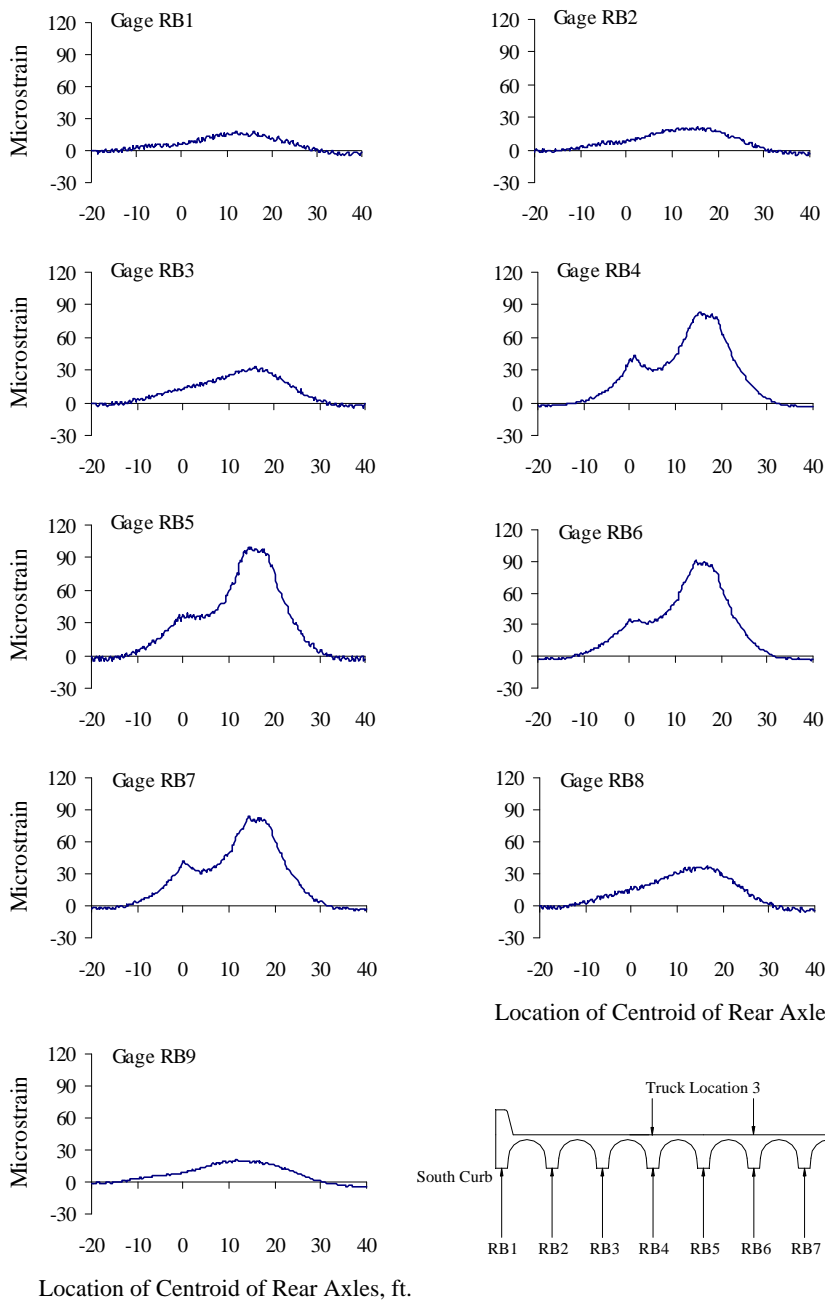 Gage RB1
Microstrain
120
90
60
30
0
-30
-20 -10 0 10 20 30 40
Gage RB2
120
90
60
30
0
-30
-20 -10 0 10 20 30 40
Gage RB3
Microstrain
120
90
60
30
0
-30
-20 -10 0 10 20 30 40
Gage RB4
120
90
60
30
0
-30
-20 -10 0 10 20 30 40
Gage RB5
Microstrain
120
90
60
30
0
-30
-20 -10 0 10 20 30 40
Gage RB6
120
90
60
30
0
-30
-20 -10 0 10 20 30 40
Gage RB7
Microstrain
120
90
60
30
0
-30
-20 -10 0 10 20 30 40
Gage RB8
120
90
60
30
0
-30
-20 -10 0 10 20 30 40
Location of Centroid of Rear Axle
Gage RB9
Microstrain
120
90
60
30
0
-30
-20 -10 0 10 20 30 40
Location of Centroid of Rear Axles, ft.
Truck Location 3
South Curb
RB1 RB2 RB3 RB4 RB5 RB6 RB7